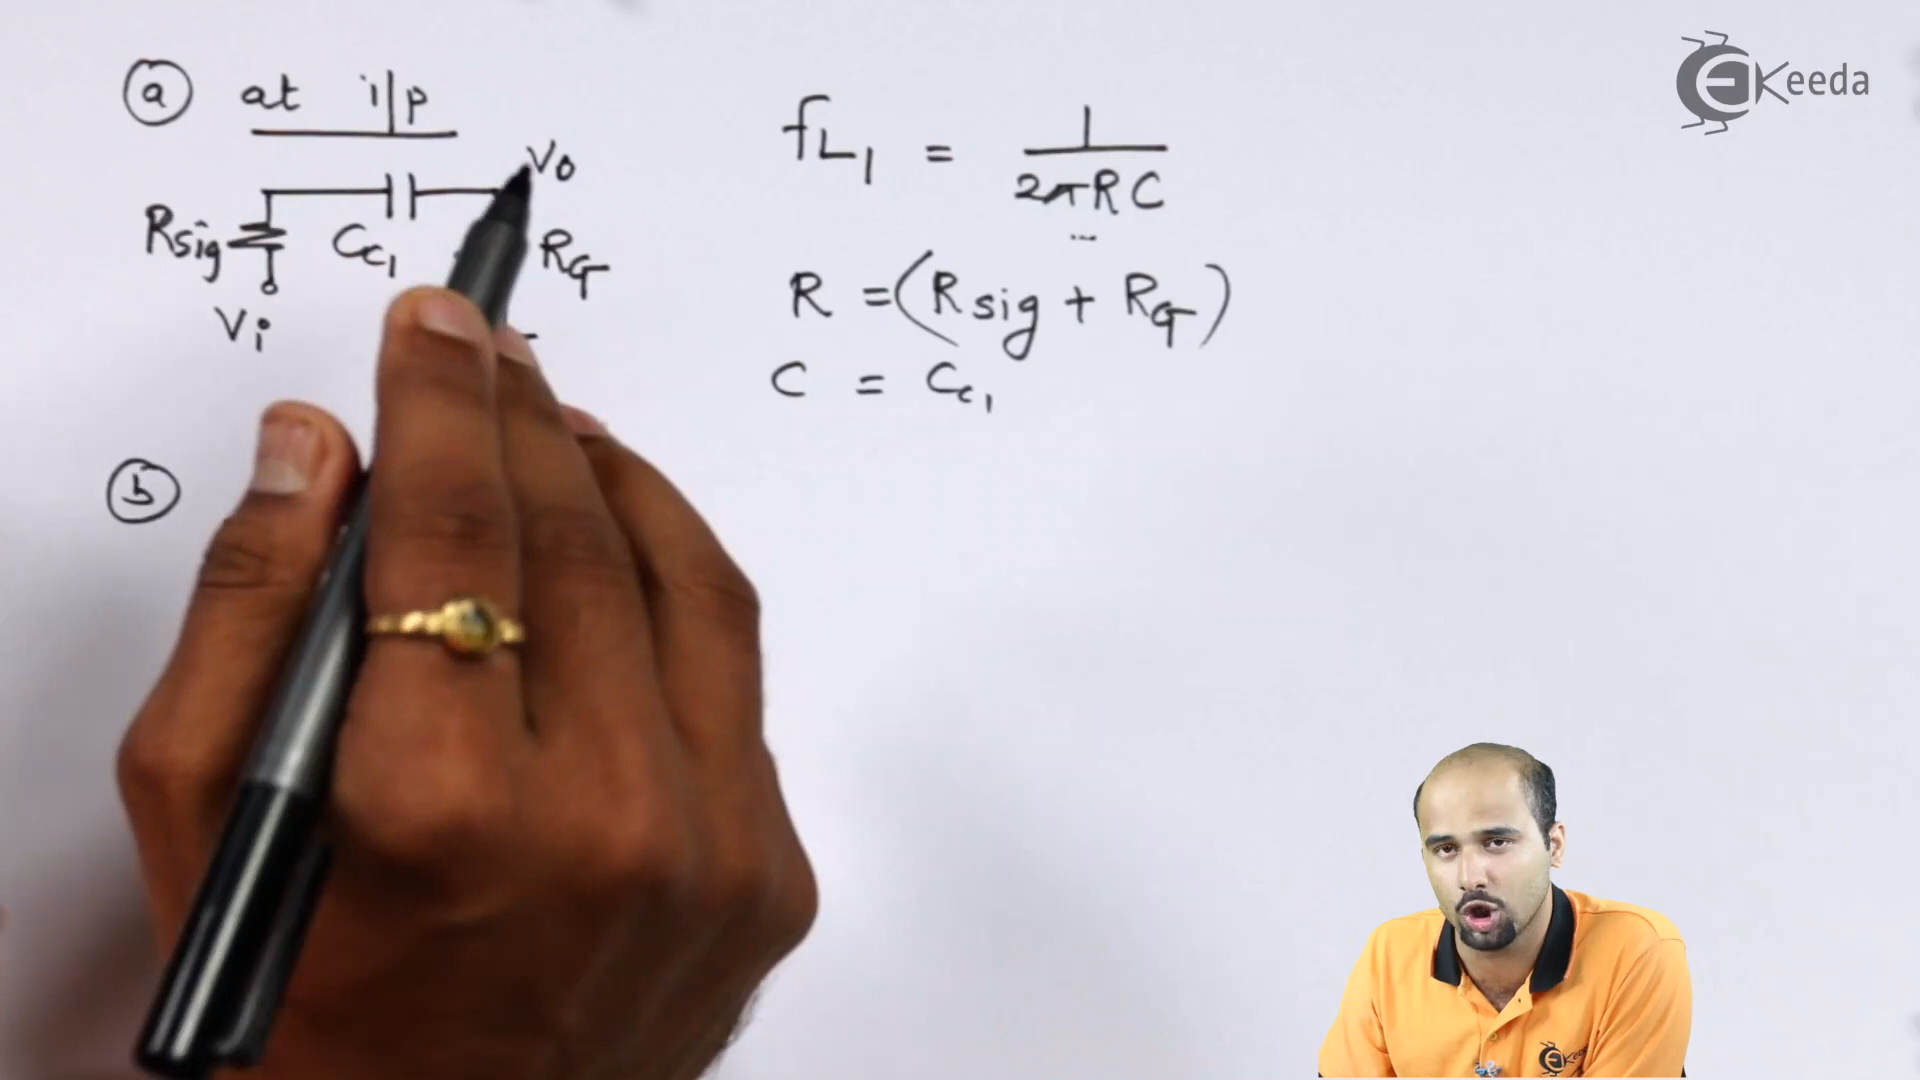 ⓐ at i|p
Vo
Rsig
Cc1
RG
Vi
fL1 = 1
2πRC
R = (Rsig + RG)
C = Cc1
ⓑ
EKeeda